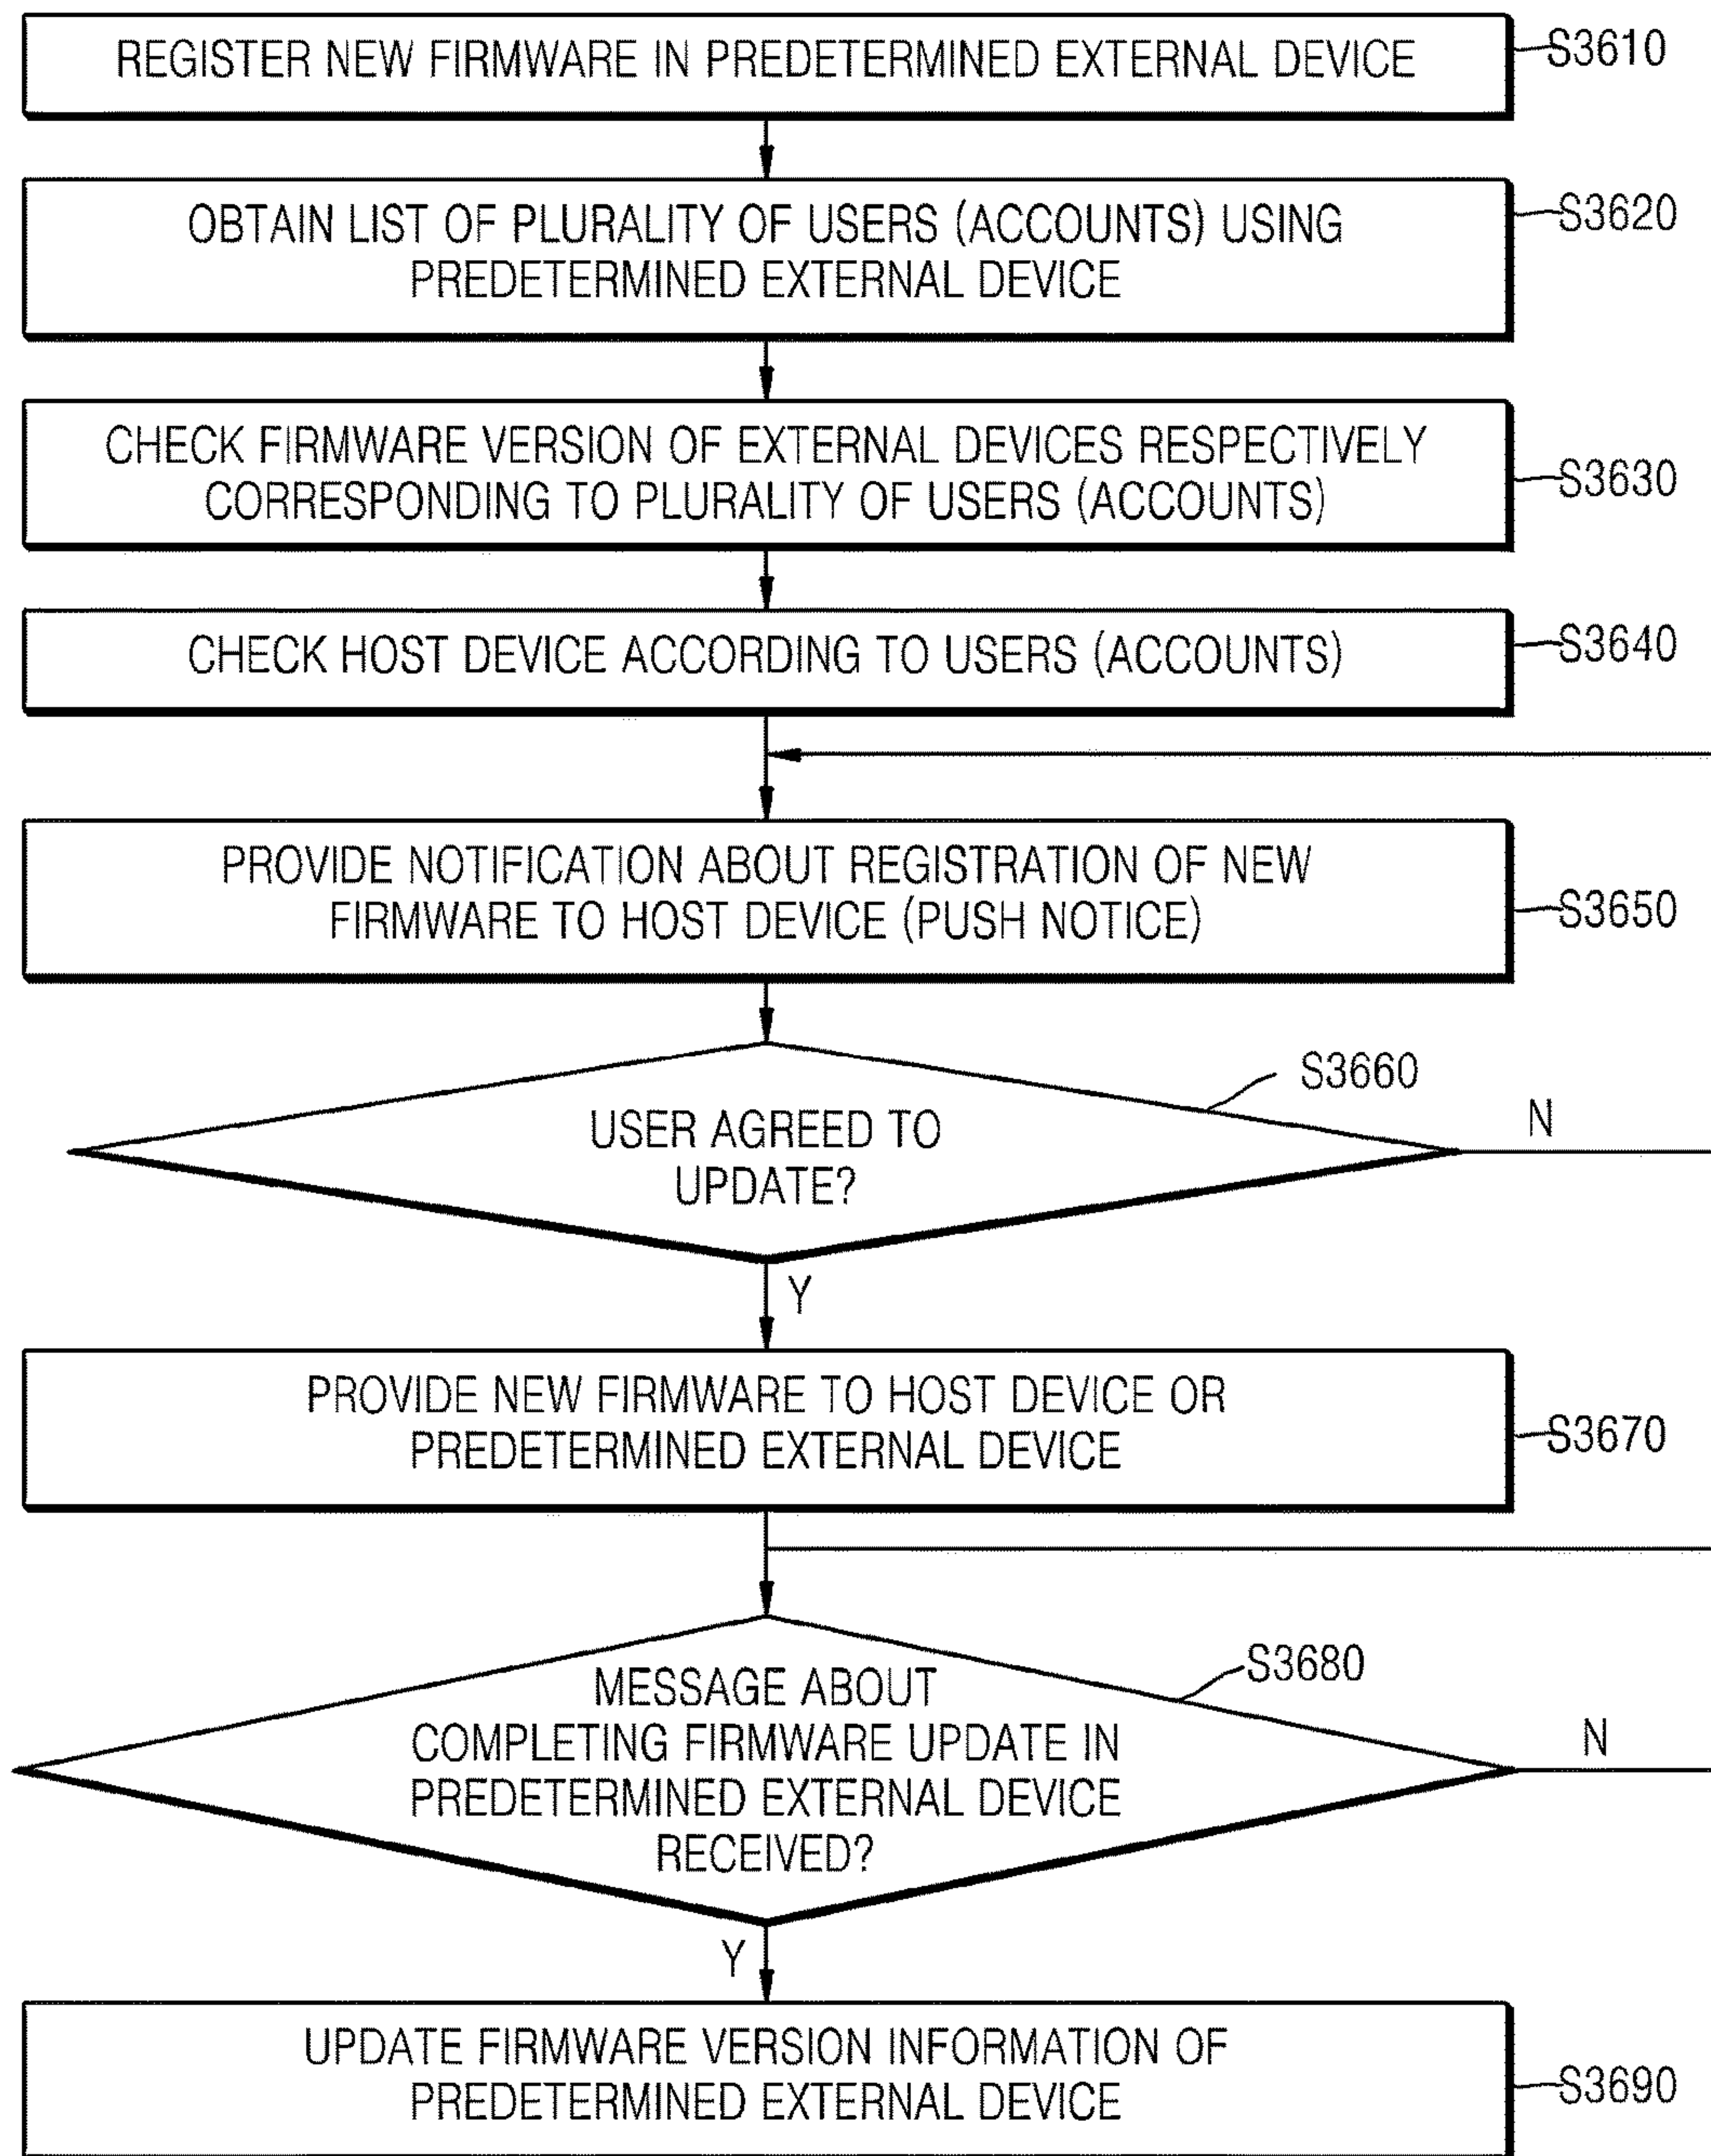 REGISTER NEW FIRMWARE IN PREDETERMINED EXTERNAL DEVICE
S3610
OBTAIN LIST OF PLURALITY OF USERS (ACCOUNTS) USING
PREDETERMINED EXTERNAL DEVICE
S3620
CHECK FIRMWARE VERSION OF EXTERNAL DEVICES RESPECTIVELY
CORRESPONDING TO PLURALITY OF USERS (ACCOUNTS)
S3630
CHECK HOST DEVICE ACCORDING TO USERS (ACCOUNTS)
S3640
PROVIDE NOTIFICATION ABOUT REGISTRATION OF NEW
FIRMWARE TO HOST DEVICE (PUSH NOTICE)
S3650
S3660
USER AGREED TO
UPDATE?
N
Y
PROVIDE NEW FIRMWARE TO HOST DEVICE OR
PREDETERMINED EXTERNAL DEVICE
S3670
S3680
MESSAGE ABOUT
COMPLETING FIRMWARE UPDATE IN
PREDETERMINED EXTERNAL DEVICE
RECEIVED?
N
Y
UPDATE FIRMWARE VERSION INFORMATION OF
PREDETERMINED EXTERNAL DEVICE
S3690